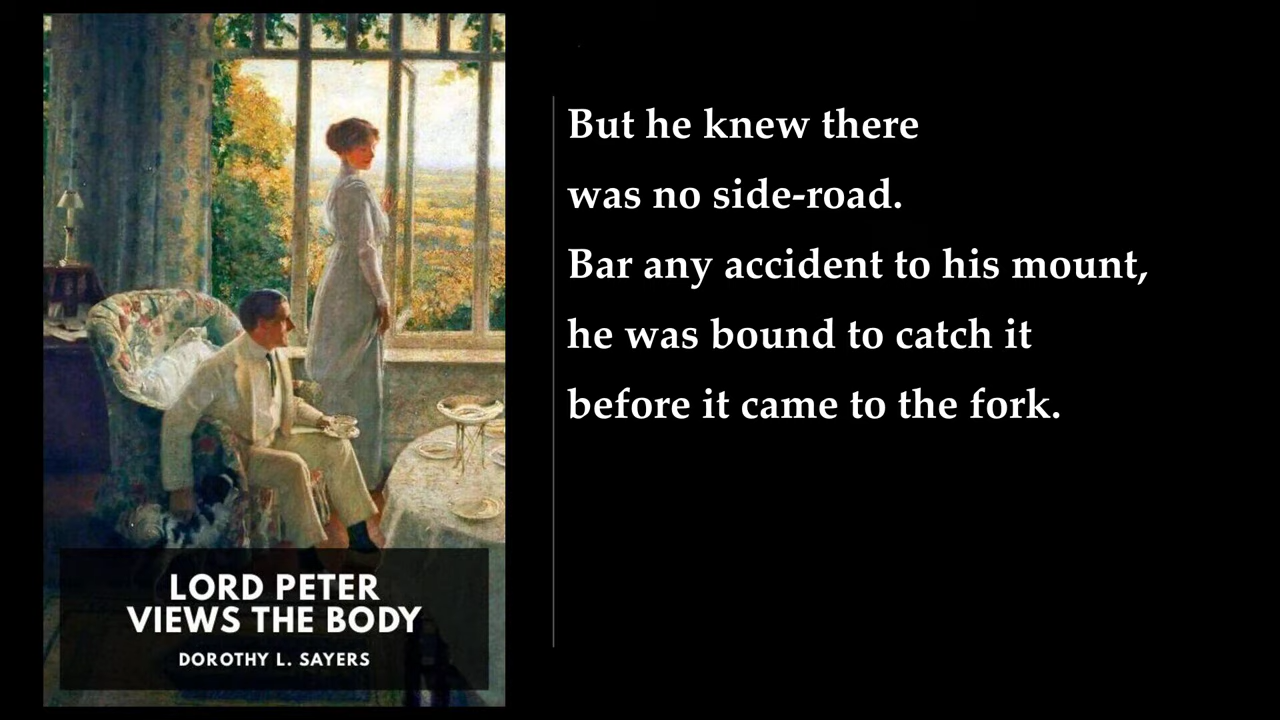 But he knew there
was no side-road.
Bar any accident to his mount,
he was bound to catch it
before it came to the fork.
LORD PETER
VIEWS THE BODY
DOROTHY L. SAYERS